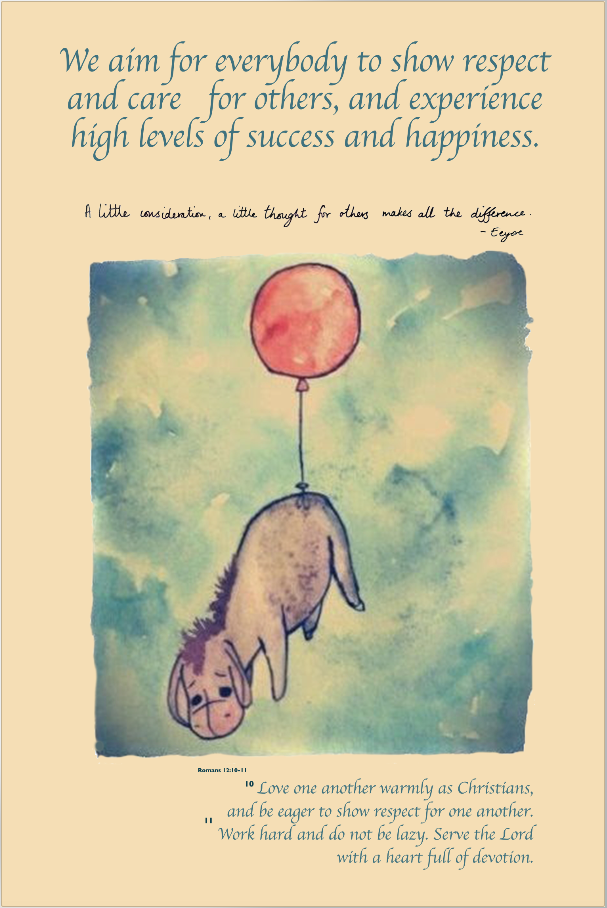 We aim for everybody to show respect
and care for others, and experience
high levels of success and happiness.
A little consideration, a little thought for others makes all the difference.
- Eeyore
Romans 12:10-11
10 Love one another warmly as Christians,
and be eager to show respect for one another.
11 Work hard and do not be lazy. Serve the Lord
with a heart full of devotion.